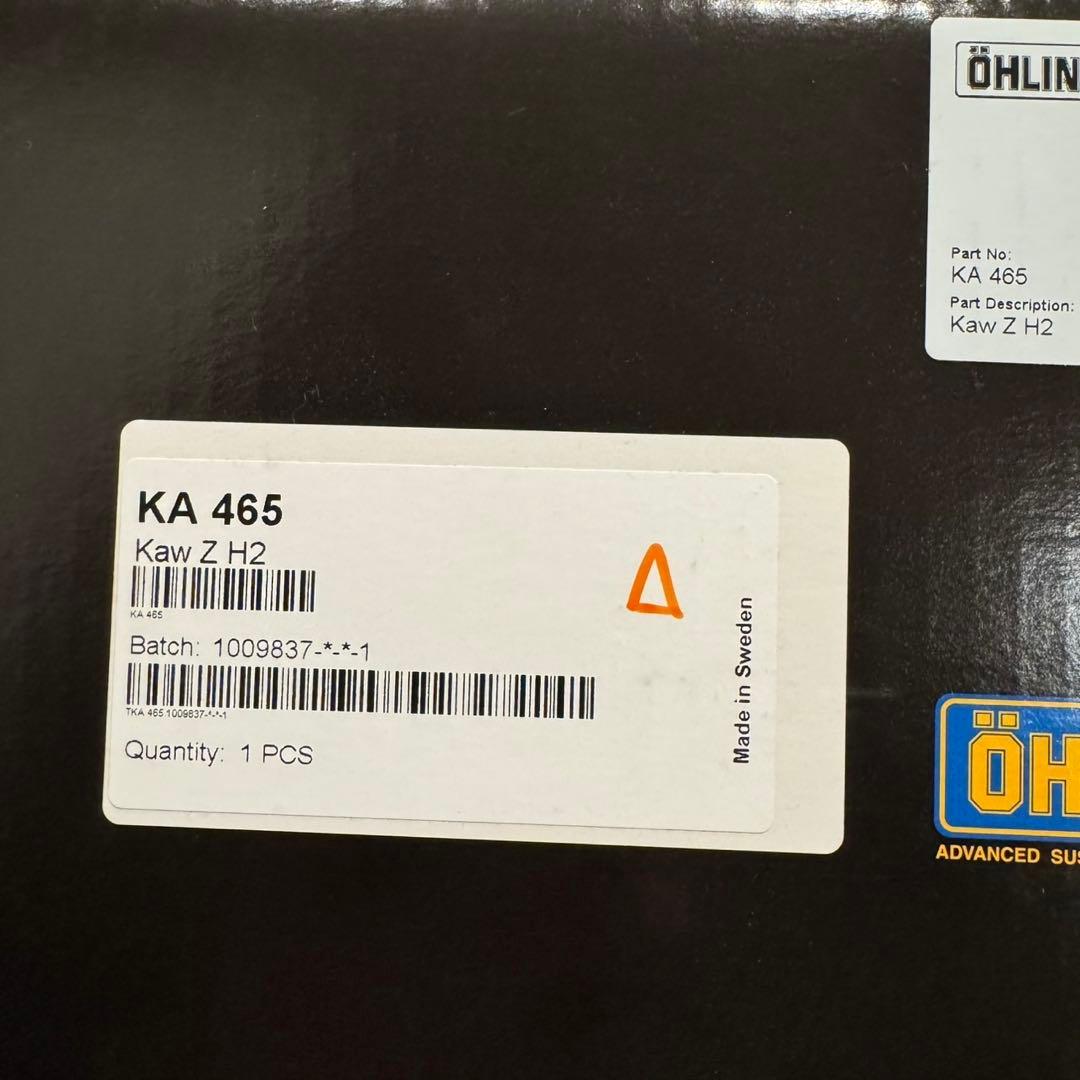 KA 465
Kaw Z H2
KA 465
Batch: 1009837-*-*-1
TKA 465.1009837-*-*-1
Quantity: 1 PCS
Made in Sweden
ÖHLIN
Part No:
KA 465
Part Description:
Kaw Z H2
ÖH
ADVANCED SUS